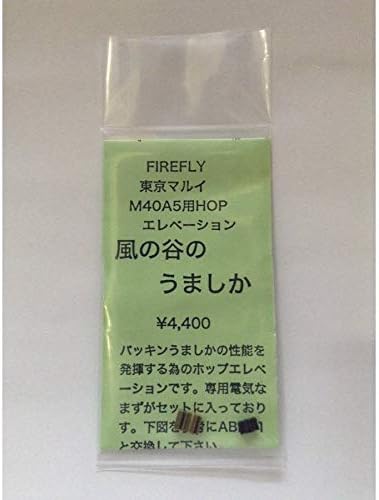 FIREFLY
東京マルイ
M40A5用HOP
エレベーション
風の谷の
うましか
¥4,400
パッキンうましかの性能を
発揮する為のホップエレベ
ーションです。専用電気な
まずがセットに入っており
す。下図を にAB
と交換して下さい